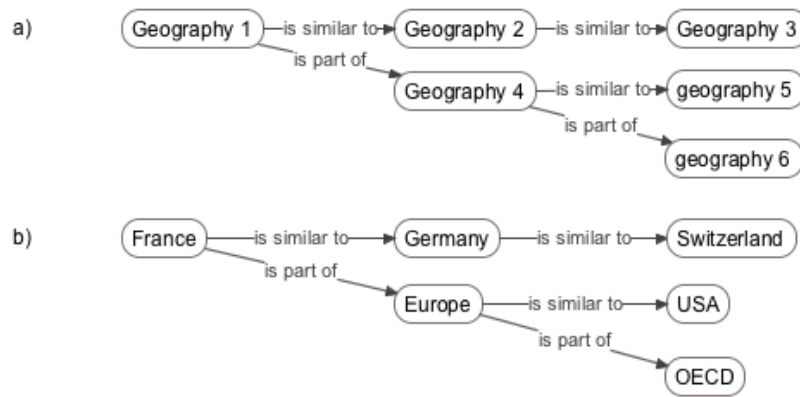 a) Geography 1 is similar to Geography 2 is similar to Geography 3
is part of
Geography 4 is similar to geography 5
is part of
geography 6
b) France is similar to Germany is similar to Switzerland
is part of
Europe is similar to USA
is part of
OECD